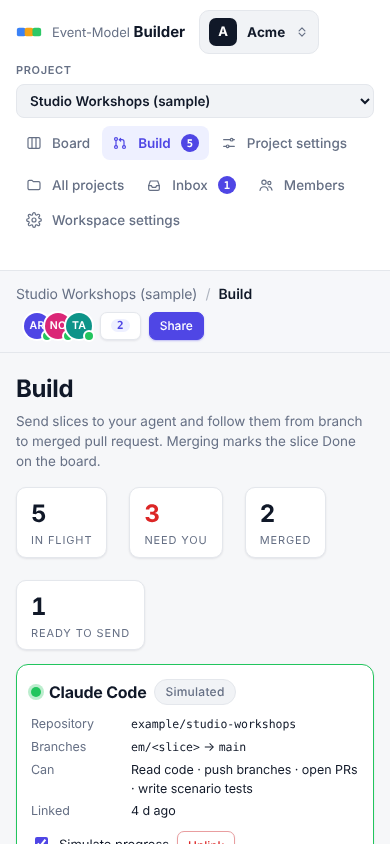 Event-Model Builder
A Acme
PROJECT
Studio Workshops (sample)
Board
Build 5
Project settings
All projects
Inbox 1
Members
Workspace settings
Studio Workshops (sample) / Build
AR NO TA
2
Share
Build
Send slices to your agent and follow them from branch
to merged pull request. Merging marks the slice Done
on the board.
5
IN FLIGHT
3
NEED YOU
2
MERGED
1
READY TO SEND
Claude Code Simulated
Repository example/studio-workshops
Branches em/<slice> → main
Can Read code · push branches · open PRs
· write scenario tests
Linked 4 d ago
Simulate progress Unlink